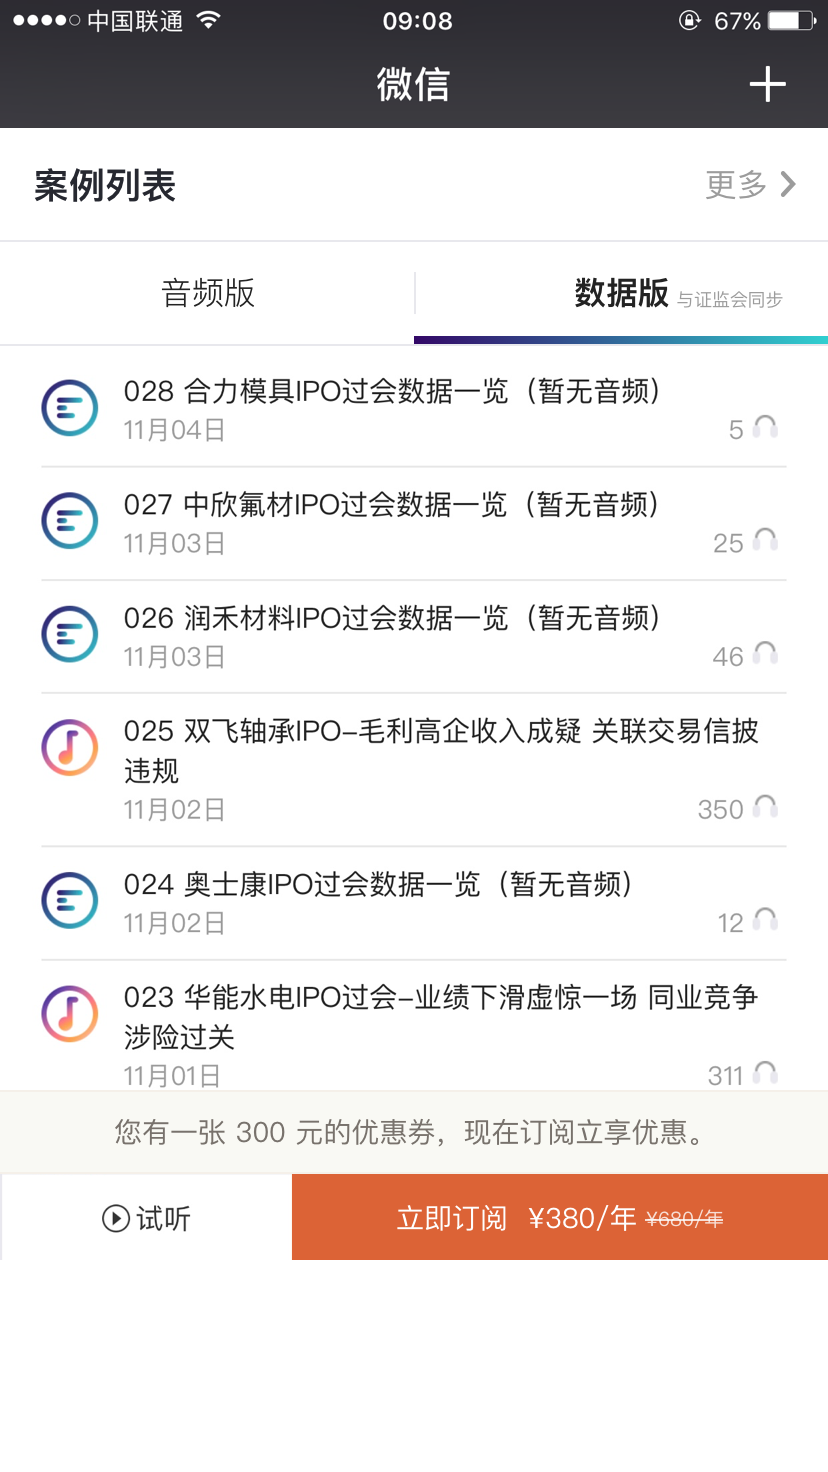 中国联通
09:08
67%
微信
案例列表
更多
音频版
数据版 与证监会同步
028 合力模具IPO过会数据一览（暂无音频）
11月04日
5
027 中欣氟材IPO过会数据一览（暂无音频）
11月03日
25
026 润禾材料IPO过会数据一览（暂无音频）
11月03日
46
025 双飞轴承IPO-毛利高企收入成疑 关联交易信披
违规
11月02日
350
024 奥士康IPO过会数据一览（暂无音频）
11月02日
12
023 华能水电IPO过会-业绩下滑虚惊一场 同业竞争
涉险过关
11月01日
311
您有一张 300 元的优惠券，现在订阅立享优惠。
试听
立即订阅 ¥380/年 ¥680/年